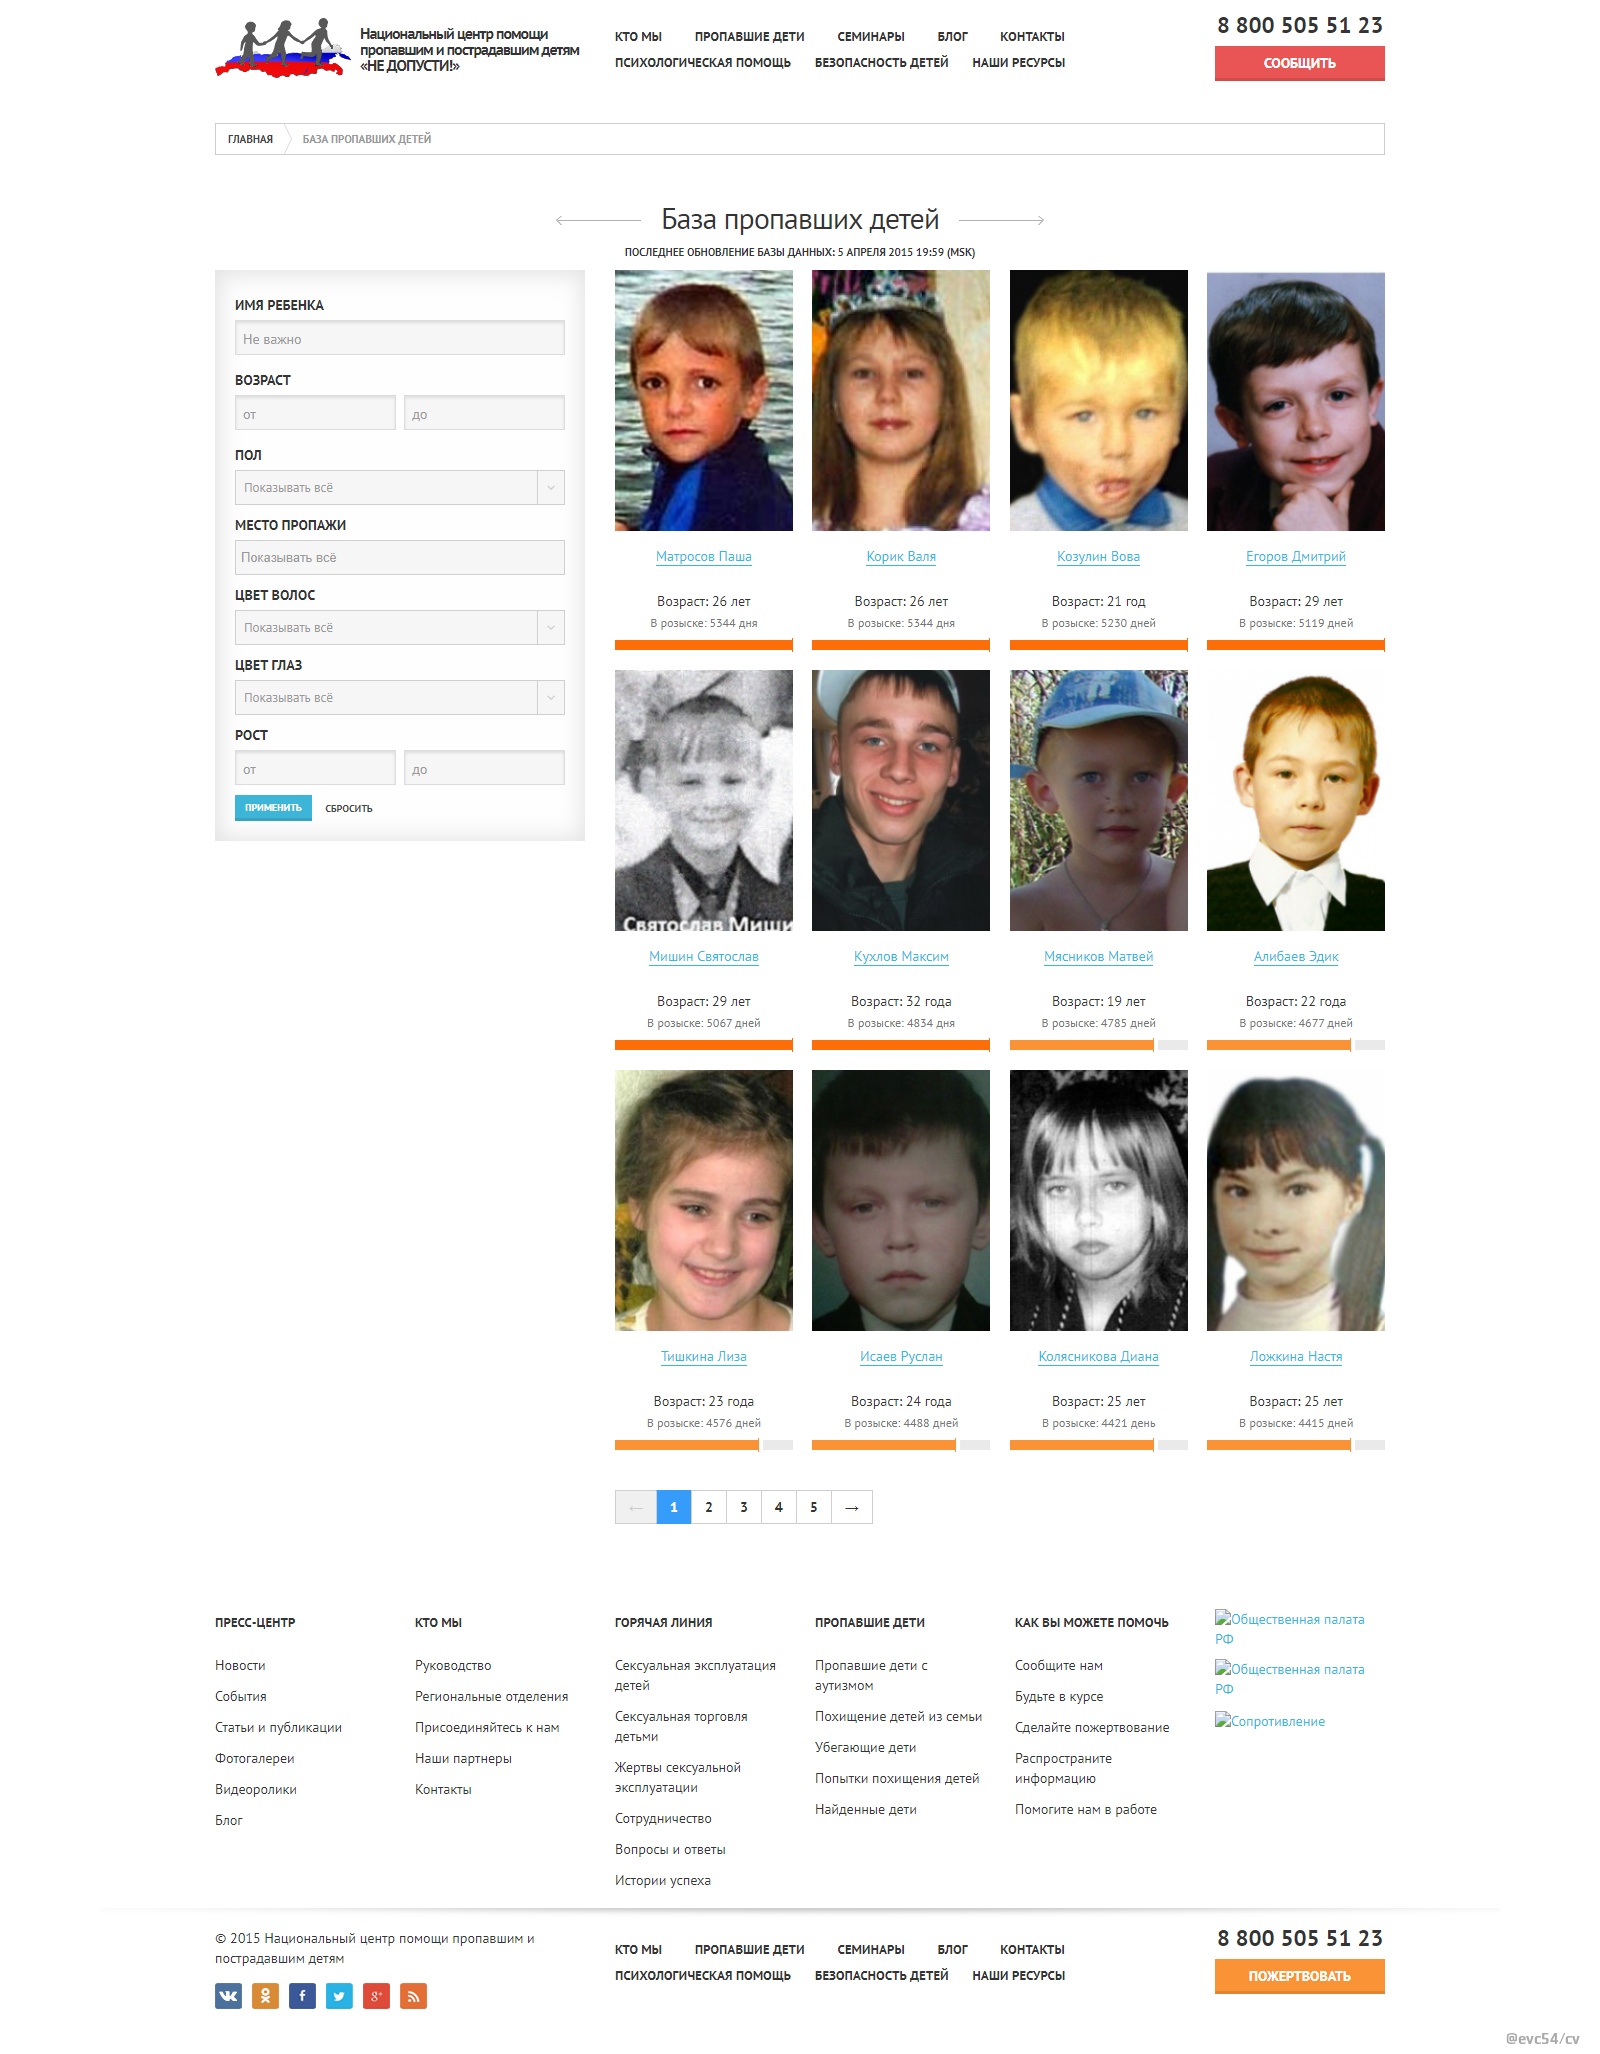 Национальный центр помощи
пропавшим и пострадавшим детям
«НЕ ДОПУСТИ!»
КТО МЫ ПРОПАВШИЕ ДЕТИ СЕМИНАРЫ БЛОГ КОНТАКТЫ
ПСИХОЛОГИЧЕСКАЯ ПОМОЩЬ БЕЗОПАСНОСТЬ ДЕТЕЙ НАШИ РЕСУРСЫ
8 800 505 51 23
СООБЩИТЬ
ГЛАВНАЯ БАЗА ПРОПАВШИХ ДЕТЕЙ
База пропавших детей
ПОСЛЕДНЕЕ ОБНОВЛЕНИЕ БАЗЫ ДАННЫХ: 5 АПРЕЛЯ 2015 19:59 (MSK)
ИМЯ РЕБЕНКА
Не важно
ВОЗРАСТ
от до
ПОЛ
Показывать всё
МЕСТО ПРОПАЖИ
Показывать всё
ЦВЕТ ВОЛОС
Показывать всё
ЦВЕТ ГЛАЗ
Показывать всё
РОСТ
от до
ПРИМЕНИТЬ СБРОСИТЬ
Матросов Паша Корик Валя Козулин Вова Егоров Дмитрий
Возраст: 26 лет Возраст: 26 лет Возраст: 21 год Возраст: 29 лет
В розыске: 5344 дня В розыске: 5344 дня В розыске: 5230 дней В розыске: 5119 дней
Святослав Миши
Мишин Святослав Кухлов Максим Мясников Матвей Алибаев Эдик
Возраст: 29 лет Возраст: 32 года Возраст: 19 лет Возраст: 22 года
В розыске: 5067 дней В розыске: 4834 дня В розыске: 4785 дней В розыске: 4677 дней
Тишкина Лиза Исаев Руслан Колясникова Диана Ложкина Настя
Возраст: 23 года Возраст: 24 года Возраст: 25 лет Возраст: 25 лет
В розыске: 4576 дней В розыске: 4488 дней В розыске: 4421 день В розыске: 4415 дней
← 1 2 3 4 5 →
ПРЕСС-ЦЕНТР
Новости
События
Статьи и публикации
Фотогалереи
Видеоролики
Блог
КТО МЫ
Руководство
Региональные отделения
Присоединяйтесь к нам
Наши партнеры
Контакты
ГОРЯЧАЯ ЛИНИЯ
Сексуальная эксплуатация
детей
Сексуальная торговля
детьми
Жертвы сексуальной
эксплуатации
Сотрудничество
Вопросы и ответы
Истории успеха
ПРОПАВШИЕ ДЕТИ
Пропавшие дети с
аутизмом
Похищение детей из семьи
Убегающие дети
Попытки похищения детей
Найденные дети
КАК ВЫ МОЖЕТЕ ПОМОЧЬ
Сообщите нам
Будьте в курсе
Сделайте пожертвование
Распространите
информацию
Помогите нам в работе
Общественная палата
РФ
Общественная палата
РФ
Сопротивление
© 2015 Национальный центр помощи пропавшим и
пострадавшим детям
КТО МЫ ПРОПАВШИЕ ДЕТИ СЕМИНАРЫ БЛОГ КОНТАКТЫ
ПСИХОЛОГИЧЕСКАЯ ПОМОЩЬ БЕЗОПАСНОСТЬ ДЕТЕЙ НАШИ РЕСУРСЫ
8 800 505 51 23
ПОЖЕРТВОВАТЬ
@evc54/cv